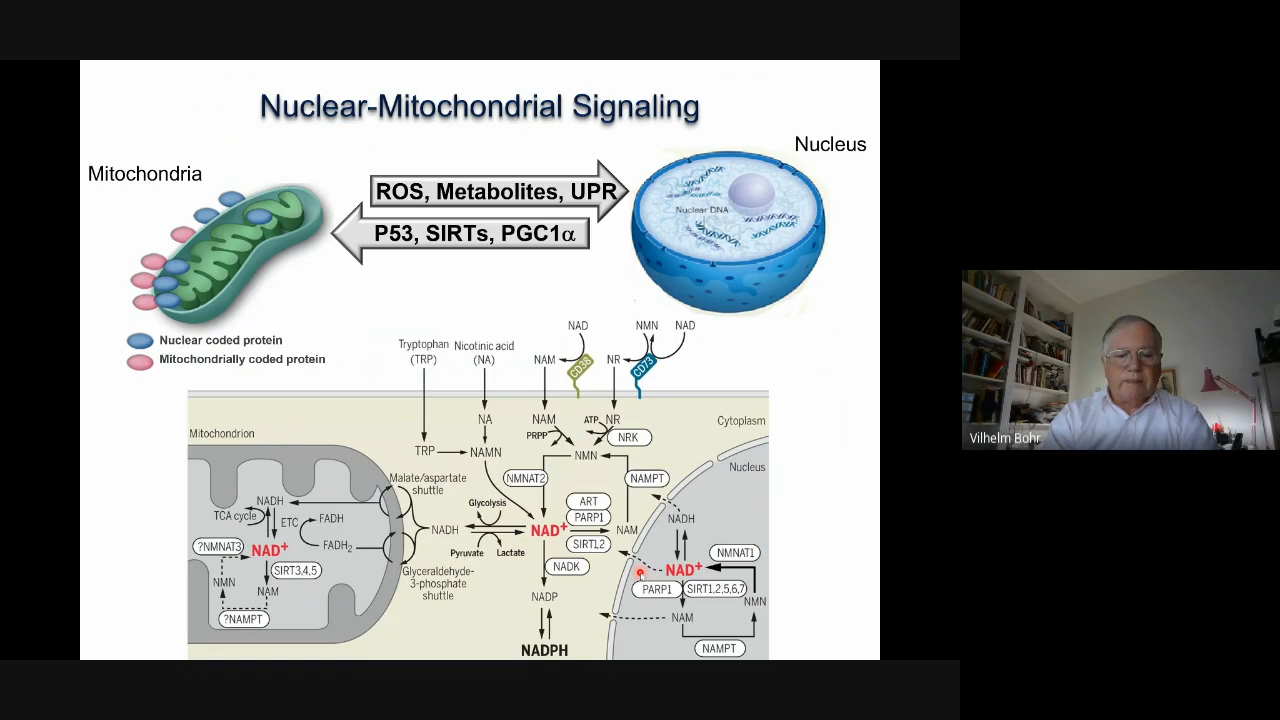 Nuclear-Mitochondrial Signaling
Nucleus
Mitochondria
ROS, Metabolites, UPR
P53, SIRTs, PGC1α
Nuclear DNA
Nuclear coded protein
Mitochondrially coded protein
NAD
NMN
NAD
Tryptophan
(TRP)
Nicotinic acid
(NA)
NAM
CD38
NR
CD73
Mitochondrion
Cytoplasm
NA
NAM
ATP
NR
PRPP
NRK
TRP
NAMN
NMN
Nucleus
Malate/aspartate
shuttle
NMNAT2
NAMPT
NADH
TCA cycle
ETC
FADH
FADH2
Glycolysis
ART
PARP1
NADH
NADH
NAD+
NAM
Pyruvate
Lactate
SIRT1,2
?NMNAT3
NAD+
SIRT3,4,5
NMN
NAM
?NAMPT
Glyceraldehyde-
3-phosphate
shuttle
NADK
NADP
NADPH
NMNAT1
NAD+
PARP1
SIRT1,2,5,6,7
NMN
NAM
NAMPT
Vilhelm Bohr